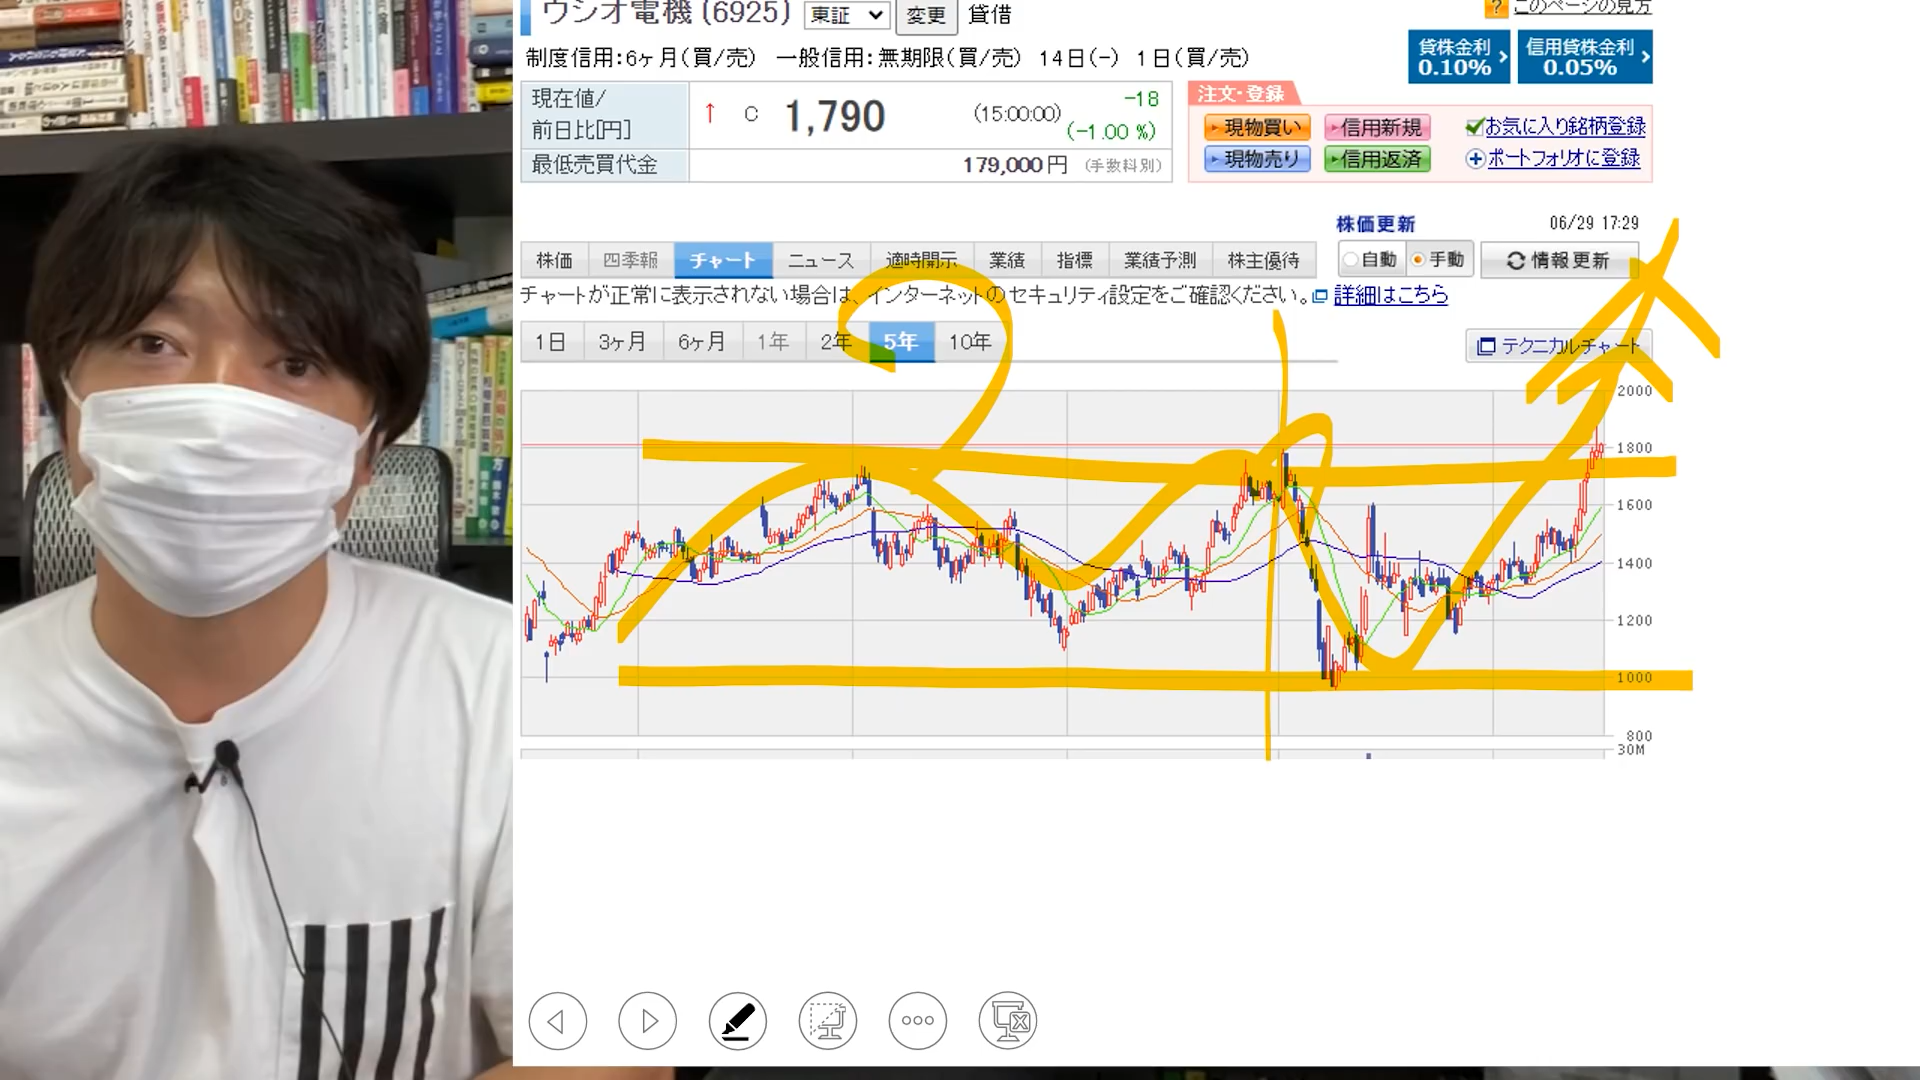 ウシオ電機 (6925) 東証 変更 貸借
? このページの見方
制度信用:6ヶ月(買/売) 一般信用:無期限(買/売) 14日(-) 1日(買/売)
貸株金利 0.10%
信用貸株金利 0.05%
現在値/前日比[円]
↑ C 1,790 (15:00:00) -18 (-1.00 %)
最低売買代金 179,000 円 (手数料別)
注文・登録
現物買い 信用新規 お気に入り銘柄登録
現物売り 信用返済 ポートフォリオに登録
株価更新 06/29 17:29
自動 手動 情報更新
株価 四季報 チャート ニュース 適時開示 業績 指標 業績予測 株主優待
チャートが正常に表示されない場合は、インターネットのセキュリティ設定をご確認ください。 詳細はこちら
1日 3ヶ月 6ヶ月 1年 2年 5年 10年
テクニカルチャート
2000
1800
1600
1400
1200
1000
800
30M